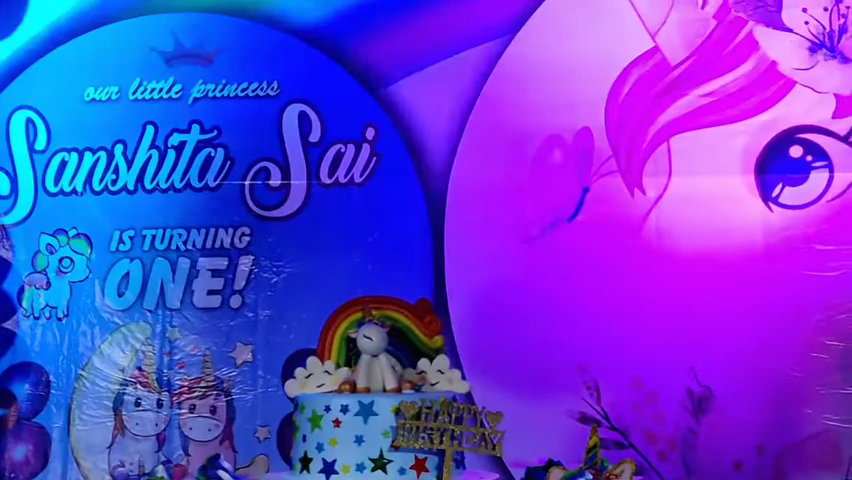 our little princess
Sanshita Sai
IS TURNING
ONE!
HAPPY
BIRTHDAY